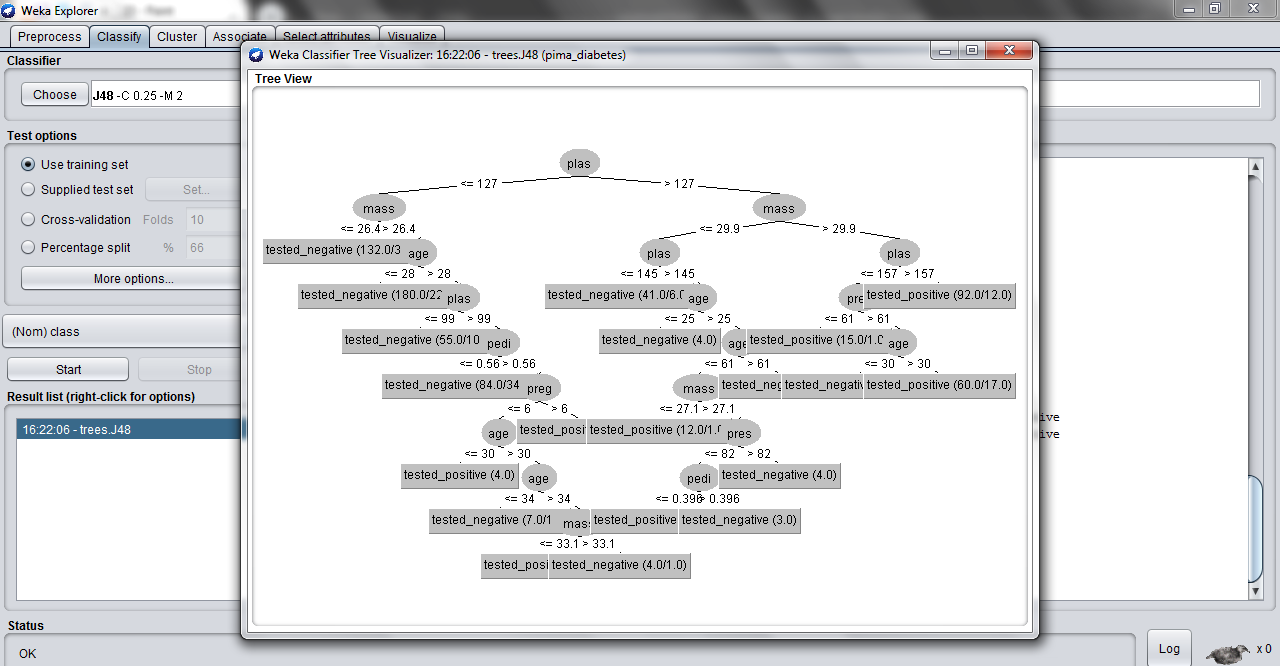 Weka Explorer
Preprocess Classify Cluster Associate Select attributes Visualize
Weka Classifier Tree Visualizer: 16:22:06 - trees.J48 (pima_diabetes)
Classifier
Tree View
Choose J48 -C 0.25 -M 2
Test options
Use training set
Supplied test set Set...
Cross-validation Folds 10
Percentage split % 66
More options...
(Nom) class
Start Stop
Result list (right-click for options)
16:22:06 - trees.J48
plas
<= 127 > 127
mass mass
<= 26.4 > 26.4 <= 29.9 > 29.9
tested_negative (132.0/3 age plas plas
<= 28 > 28 <= 145 > 145 <= 157 > 157
tested_negative (180.0/22 plas tested_negative (41.0/6.0 age pre tested_positive (92.0/12.0)
<= 99 > 99 <= 25 > 25 <= 61 > 61
tested_negative (55.0/10 pedi tested_negative (4.0) age tested_positive (15.0/1.0 age
<= 0.56 > 0.56 <= 61 > 61 <= 30 > 30
tested_negative (84.0/34 preg mass tested_neg tested_negativ tested_positive (60.0/17.0)
<= 6 > 6 <= 27.1 > 27.1
age tested_posi tested_positive (12.0/1.0 pres
<= 30 > 30 <= 82 > 82
tested_positive (4.0) age pedi tested_negative (4.0)
<= 34 > 34 <= 0.396 > 0.396
tested_negative (7.0/1 mass tested_positive tested_negative (3.0)
<= 33.1 > 33.1
tested_posi tested_negative (4.0/1.0)
ive
ive
Status
OK
Log x 0